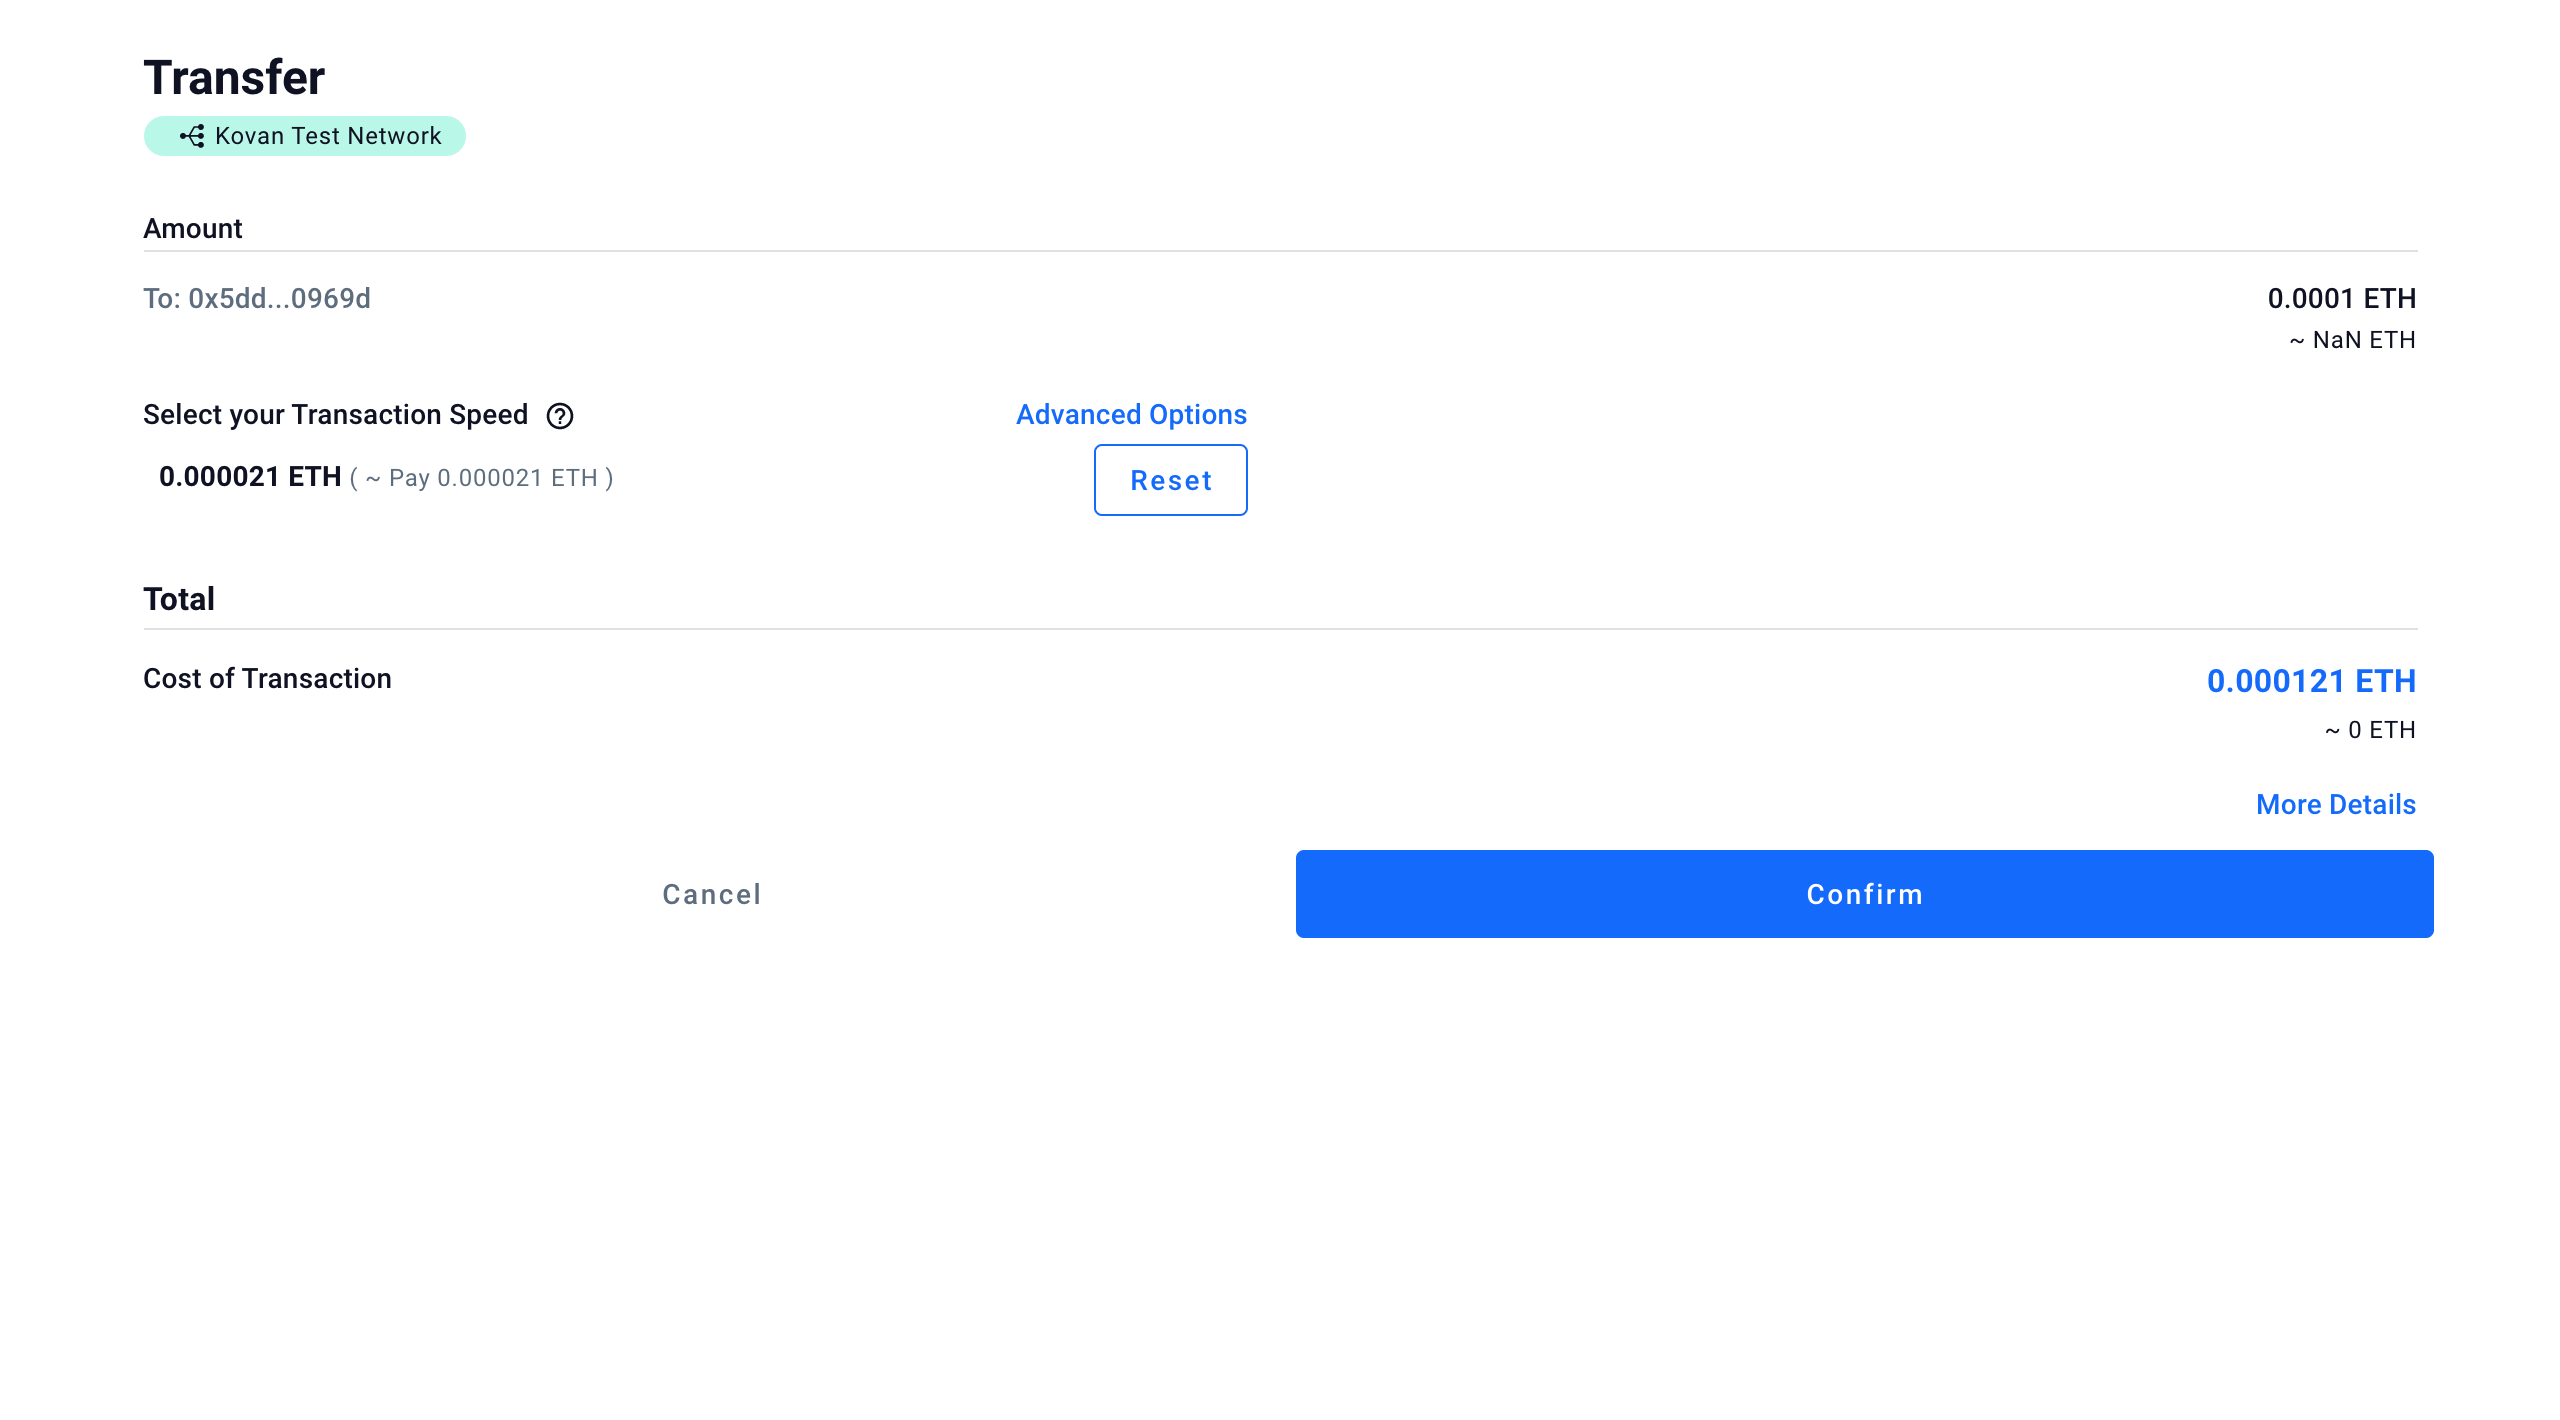 Transfer
Kovan Test Network
Amount
To: 0x5dd...0969d 0.0001 ETH
~ NaN ETH
Select your Transaction Speed Advanced Options
0.000021 ETH ( ~ Pay 0.000021 ETH ) Reset
Total
Cost of Transaction 0.000121 ETH
~ 0 ETH
More Details
Cancel Confirm